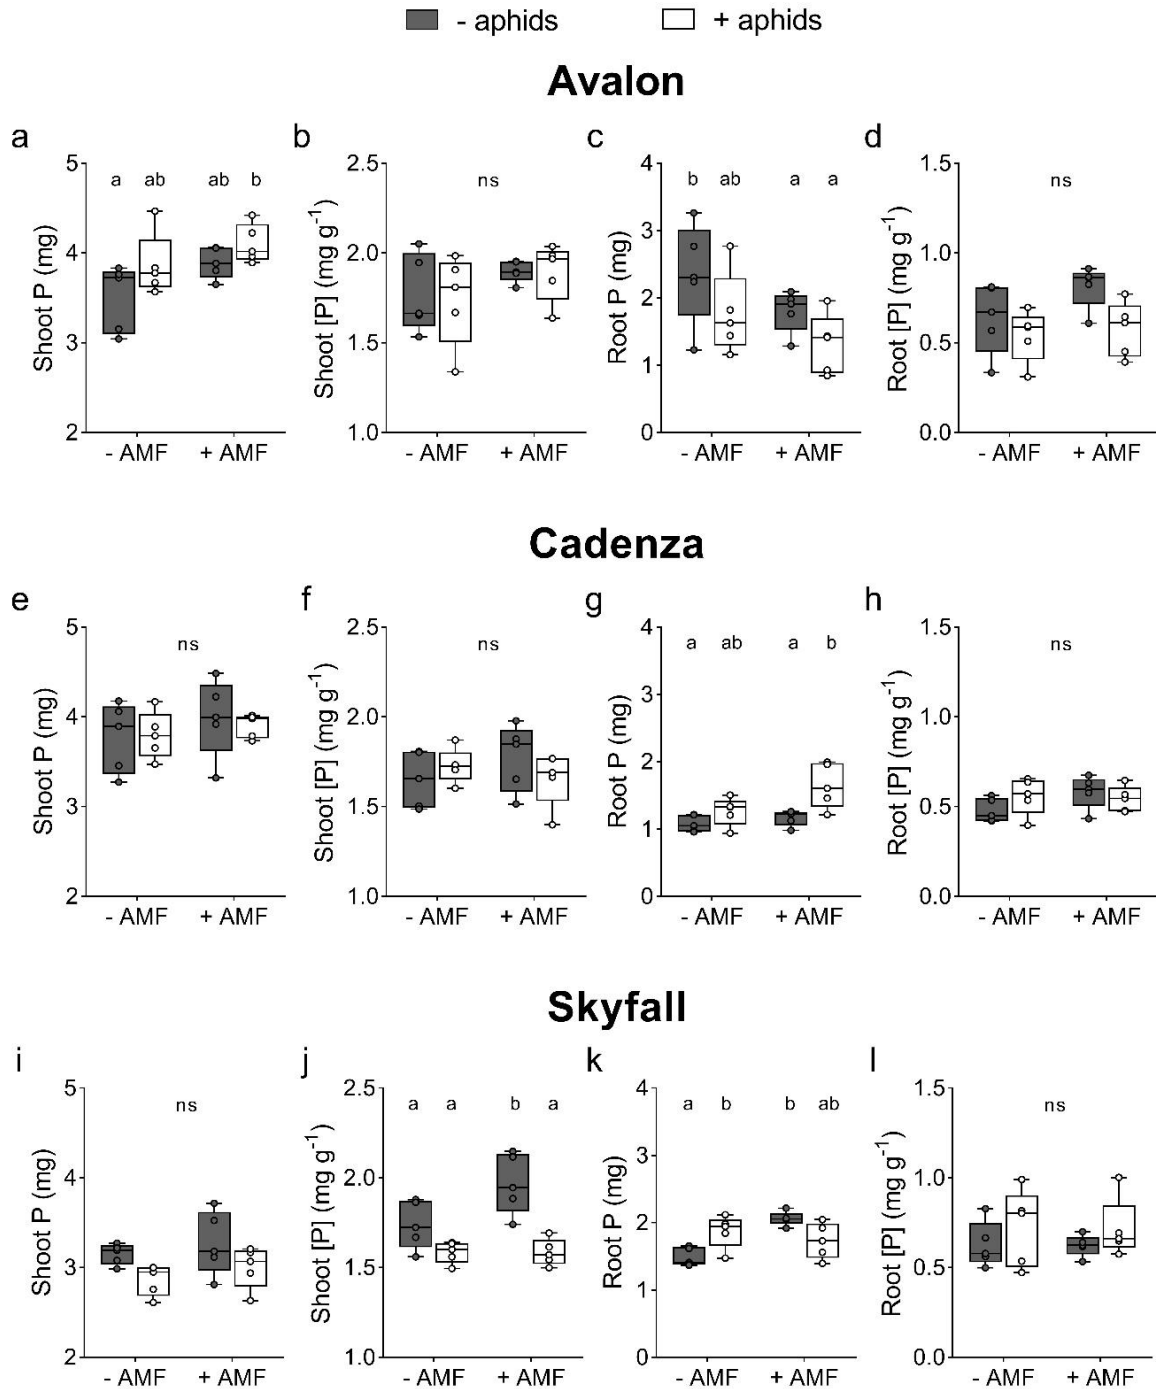 - aphids + aphids
Avalon
a b c d
5 4 3 2
Shoot P (mg)
a ab ab b
- AMF + AMF
2.5 2.0 1.5 1.0
Shoot [P] (mg g-1)
ns
- AMF + AMF
4 3 2 1 0
Root P (mg)
b ab a a
- AMF + AMF
1.5 1.0 0.5 0.0
Root [P] (mg g-1)
ns
- AMF + AMF
Cadenza
e f g h
5 4 3 2
Shoot P (mg)
ns
- AMF + AMF
2.5 2.0 1.5 1.0
Shoot [P] (mg g-1)
ns
- AMF + AMF
4 3 2 1 0
Root P (mg)
a ab a b
- AMF + AMF
1.5 1.0 0.5 0.0
Root [P] (mg g-1)
ns
- AMF + AMF
Skyfall
i j k l
5 4 3 2
Shoot P (mg)
ns
- AMF + AMF
2.5 2.0 1.5 1.0
Shoot [P] (mg g-1)
a a b a
- AMF + AMF
4 3 2 1 0
Root P (mg)
a b b ab
- AMF + AMF
1.5 1.0 0.5 0.0
Root [P] (mg g-1)
ns
- AMF + AMF